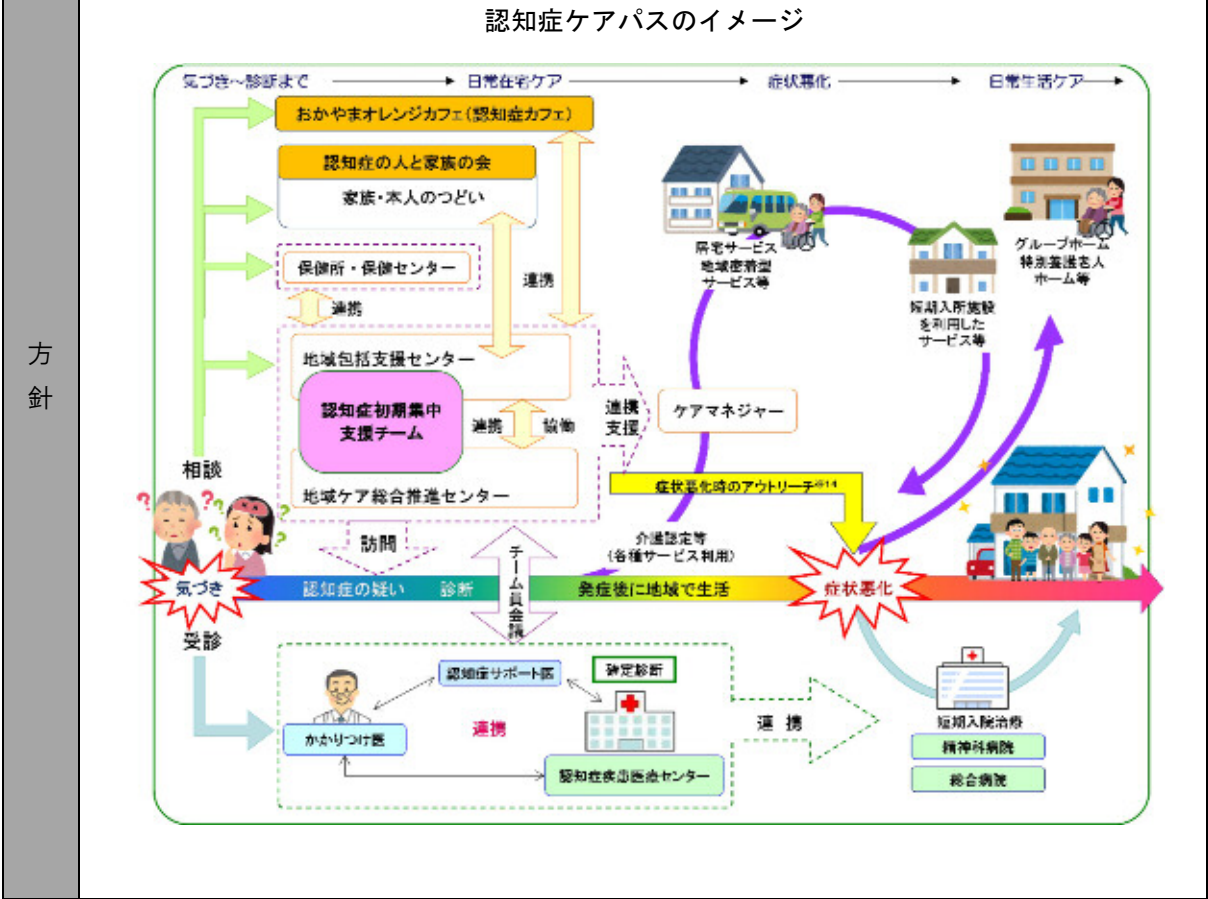 認知症ケアパスのイメージ
方
針
気づき~診断まで
日常在宅ケア
症状悪化
日常生活ケア
おかやまオレンジカフェ(認知症カフェ)
認知症の人と家族の会
家族・本人のつどい
保健所・保健センター
連携
連携
地域包括支援センター
認知症初期集中
支援チーム
連携
協働
地域ケア総合推進センター
連携
支援
ケアマネジャー
居宅サービス
地域密着型
サービス等
短期入所施設
を利用した
サービス等
グループホーム
特別養護老人
ホーム等
相談
? ? ? ? ? ?
訪問
チーム員会議
症状悪化時のアウトリーチ※14
介護認定等
(各種サービス利用)
気づき
認知症の疑い
診断
発症後に地域で生活
症状悪化
受診
認知症サポート医
確定診断
かかりつけ医
連携
認知症疾患医療センター
連携
短期入院治療
精神科病院
総合病院